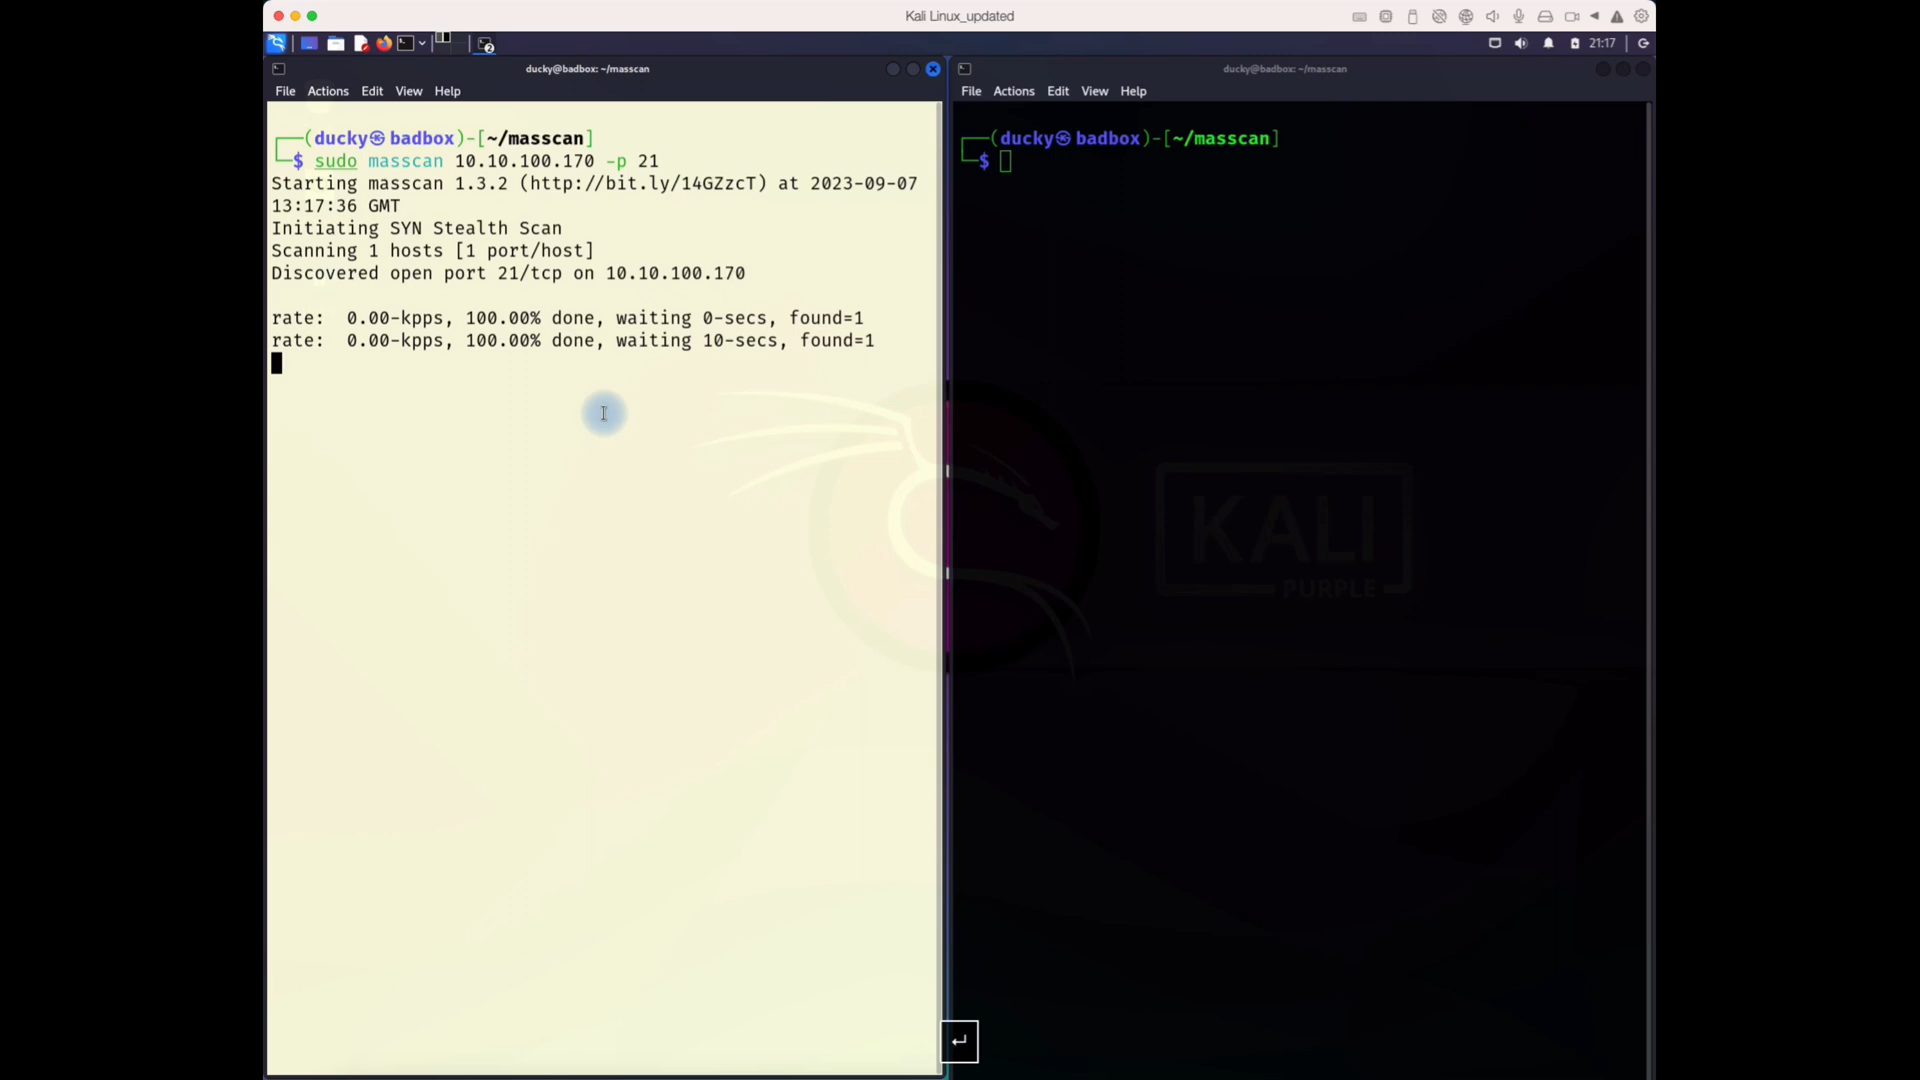 Kali Linux_updated
21:17
ducky@badbox: ~/masscan
File Actions Edit View Help
┌──(ducky㉿badbox)-[~/masscan]
└─$ sudo masscan 10.10.100.170 -p 21
Starting masscan 1.3.2 (http://bit.ly/14GZzcT) at 2023-09-07
13:17:36 GMT
Initiating SYN Stealth Scan
Scanning 1 hosts [1 port/host]
Discovered open port 21/tcp on 10.10.100.170
rate:  0.00-kpps, 100.00% done, waiting 0-secs, found=1
rate:  0.00-kpps, 100.00% done, waiting 10-secs, found=1
ducky@badbox: ~/masscan
File Actions Edit View Help
┌──(ducky㉿badbox)-[~/masscan]
└─$
KALI
PURPLE